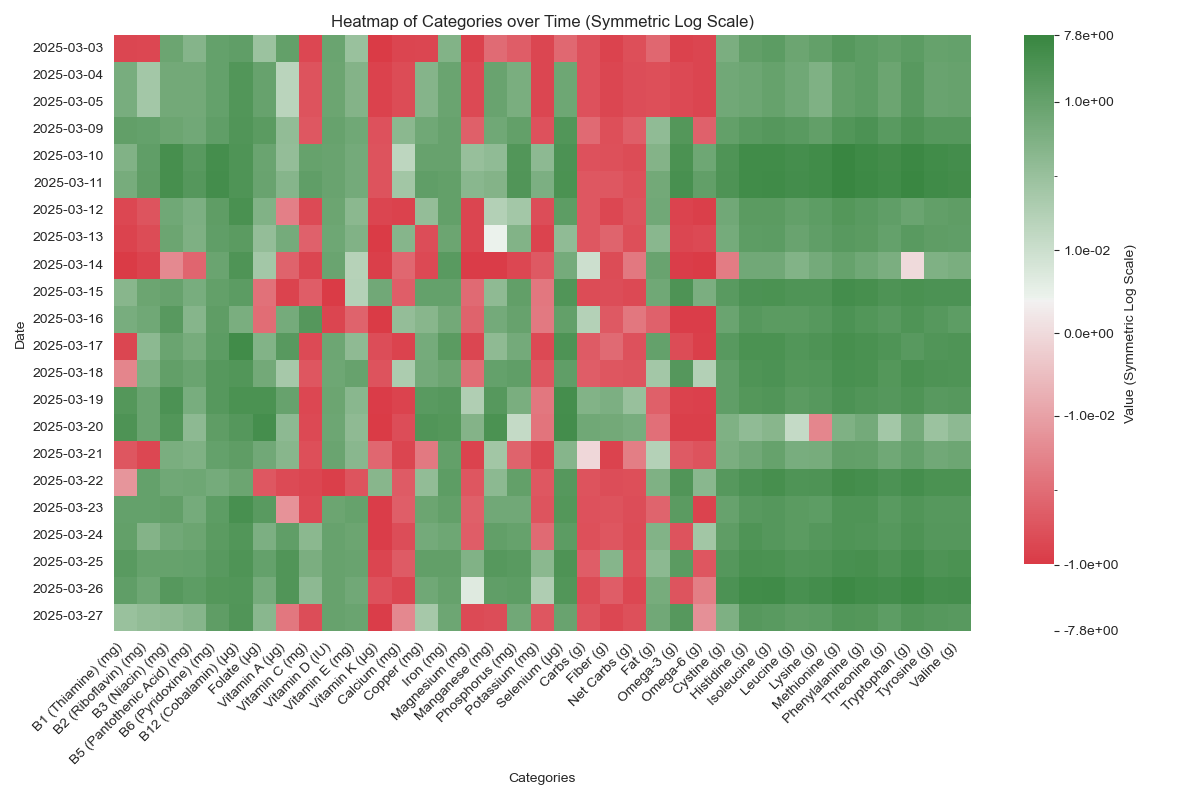 Heatmap of Categories over Time (Symmetric Log Scale)
2025-03-03
2025-03-04
2025-03-05
2025-03-09
2025-03-10
2025-03-11
2025-03-12
2025-03-13
2025-03-14
2025-03-15
2025-03-16
2025-03-17
2025-03-18
2025-03-19
2025-03-20
2025-03-21
2025-03-22
2025-03-23
2025-03-24
2025-03-25
2025-03-26
2025-03-27
Date
B1 (Thiamine) (mg)
B2 (Riboflavin) (mg)
B3 (Niacin) (mg)
B5 (Pantothenic Acid) (mg)
B6 (Pyridoxine) (mg)
B12 (Cobalamin) (µg)
Folate (µg)
Vitamin A (µg)
Vitamin C (mg)
Vitamin D (IU)
Vitamin E (mg)
Vitamin K (µg)
Calcium (mg)
Copper (mg)
Iron (mg)
Magnesium (mg)
Manganese (mg)
Phosphorus (mg)
Potassium (mg)
Selenium (µg)
Carbs (g)
Fiber (g)
Net Carbs (g)
Fat (g)
Omega-3 (g)
Omega-6 (g)
Cystine (g)
Histidine (g)
Isoleucine (g)
Leucine (g)
Lysine (g)
Methionine (g)
Phenylalanine (g)
Threonine (g)
Tryptophan (g)
Tyrosine (g)
Valine (g)
Categories
7.8e+00
1.0e+00
1.0e-02
0.0e+00
-1.0e-02
-1.0e+00
-7.8e+00
Value (Symmetric Log Scale)